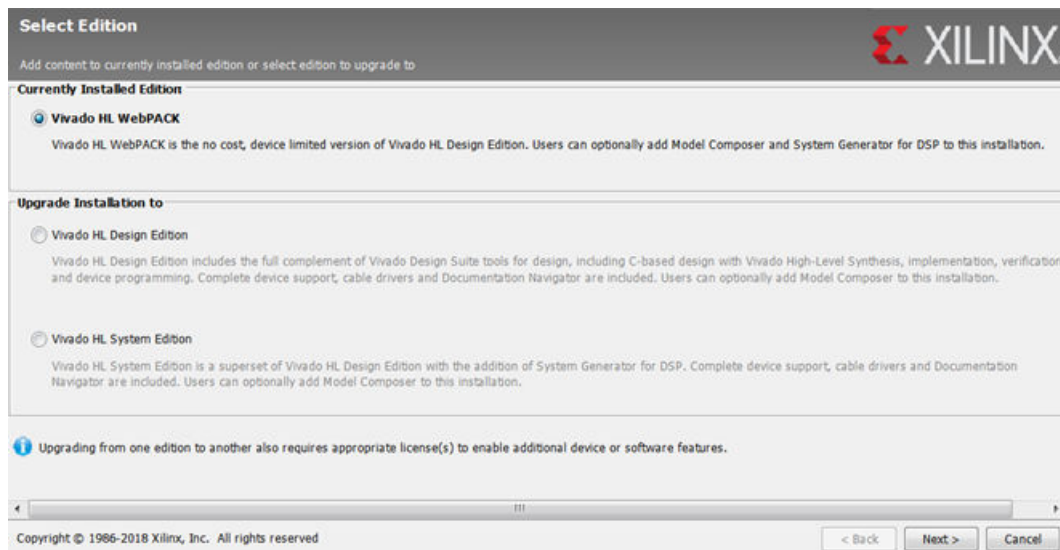 Select Edition
XILINX
Add content to currently installed edition or select edition to upgrade to
Currently Installed Edition
Vivado HL WebPACK
Vivado HL WebPACK is the no cost, device limited version of Vivado HL Design Edition. Users can optionally add Model Composer and System Generator for DSP to this installation.
Upgrade Installation to
Vivado HL Design Edition
Vivado HL Design Edition includes the full complement of Vivado Design Suite tools for design, including C-based design with Vivado High-Level Synthesis, implementation, verification
and device programming. Complete device support, cable drivers and Documentation Navigator are included. Users can optionally add Model Composer to this installation.
Vivado HL System Edition
Vivado HL System Edition is a superset of Vivado HL Design Edition with the addition of System Generator for DSP. Complete device support, cable drivers and Documentation
Navigator are included. Users can optionally add Model Composer to this installation.
Upgrading from one edition to another also requires appropriate license(s) to enable additional device or software features.
Copyright © 1986-2018 Xilinx, Inc. All rights reserved
< Back Next > Cancel